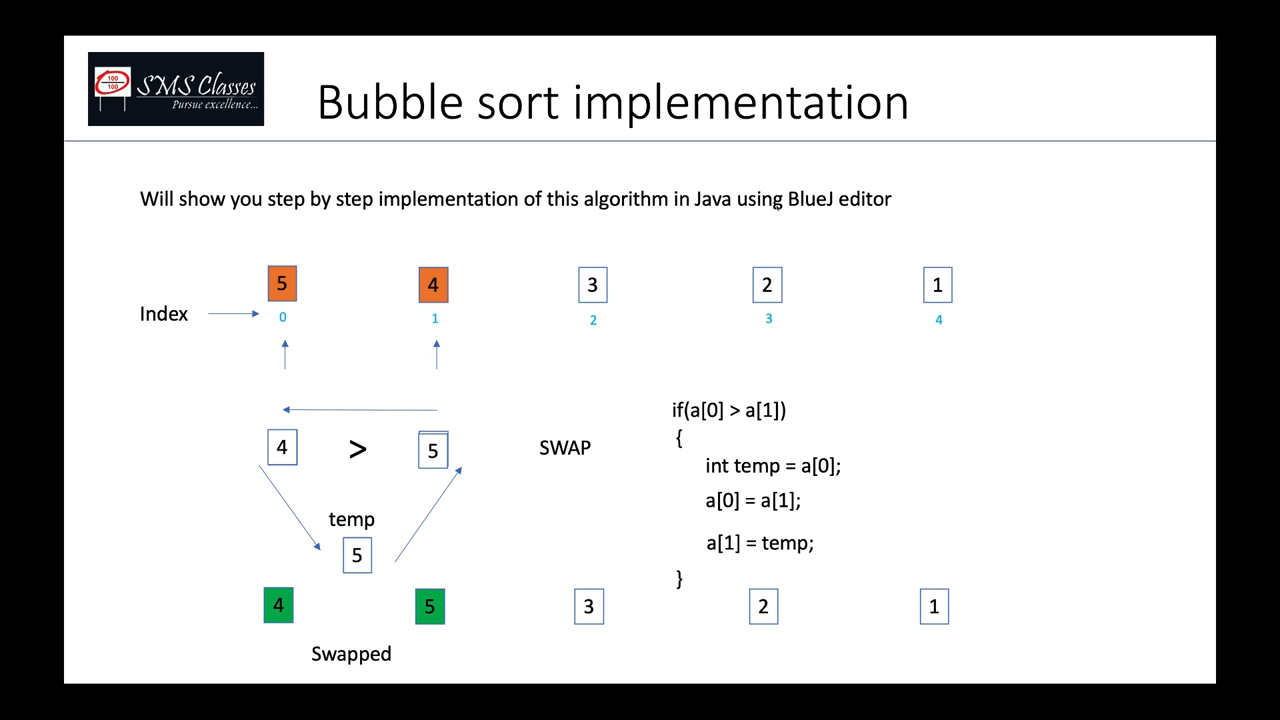 100
100
SMS Classes
Pursue excellence...
Bubble sort implementation
Will show you step by step implementation of this algorithm in Java using BlueJ editor
5 4 3 2 1
Index 0 1 2 3 4
if(a[0] > a[1])
{
4 > 5 SWAP
int temp = a[0];
a[0] = a[1];
temp
a[1] = temp;
5
}
4 5 3 2 1
Swapped